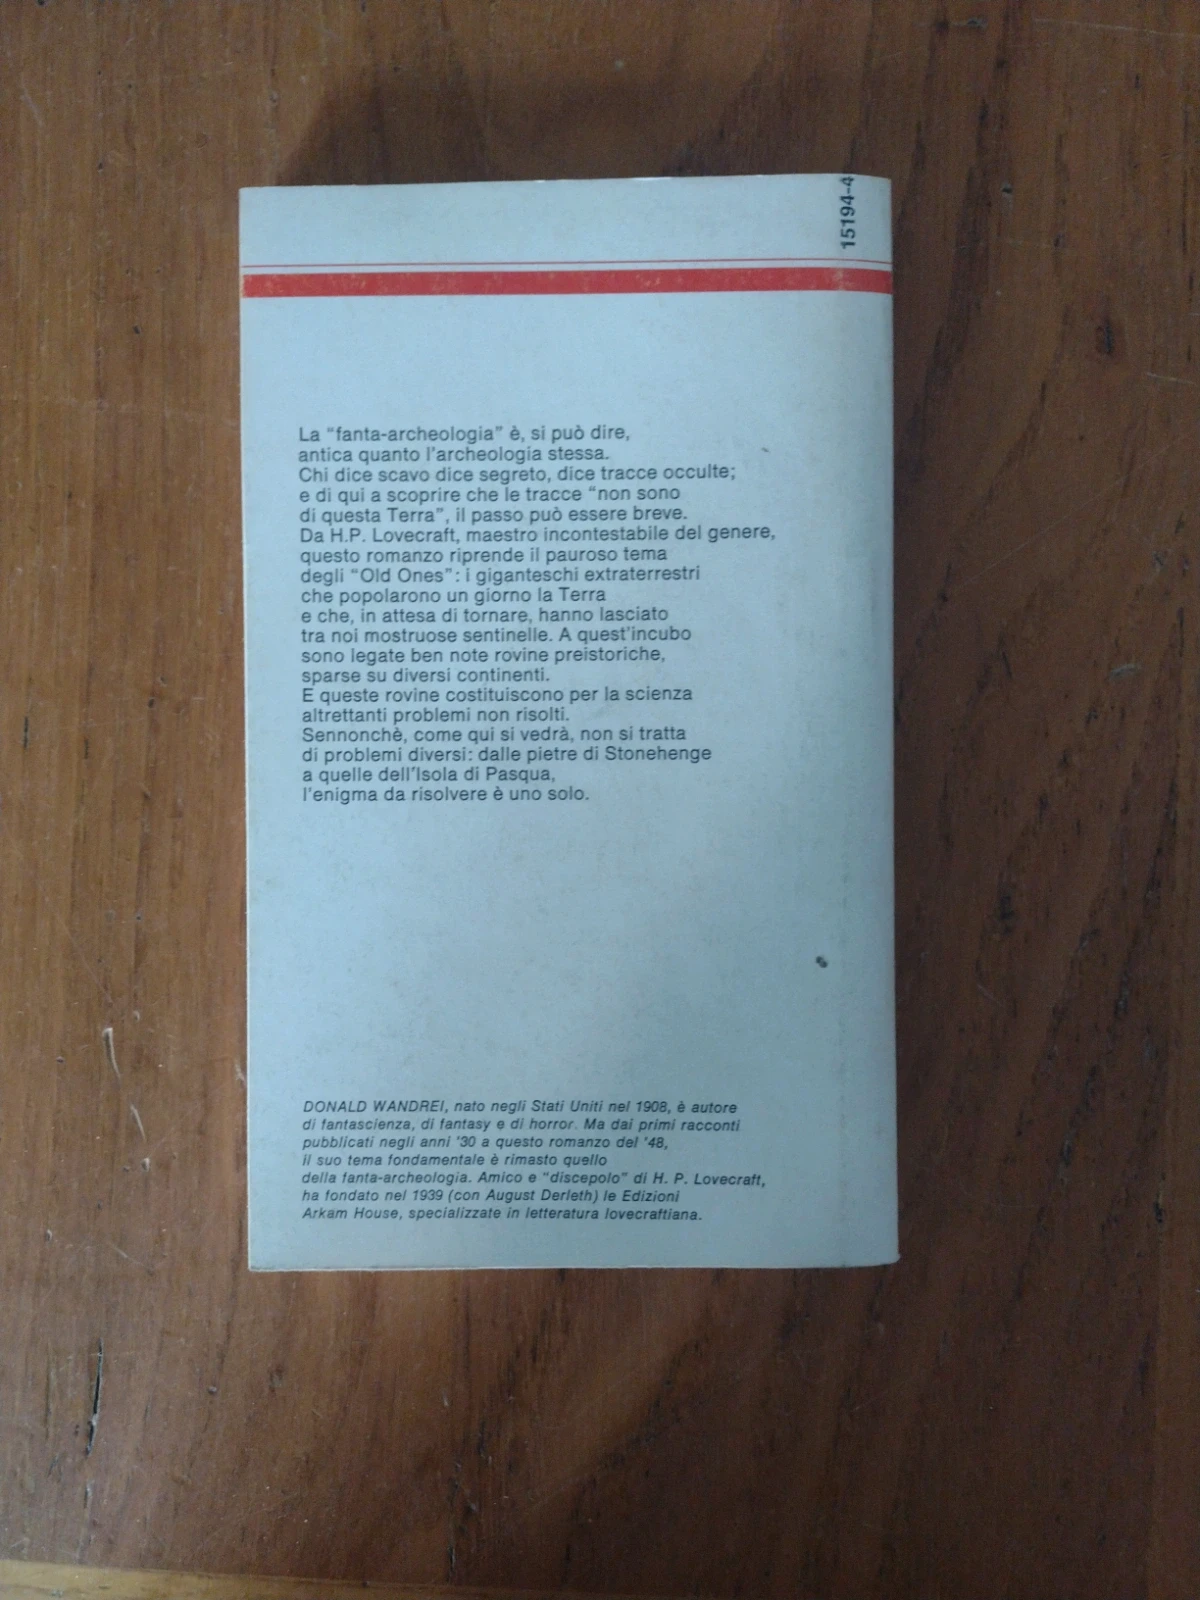 15194-4
La “fanta-archeologia” è, si può dire,
antica quanto l'archeologia stessa.
Chi dice scavo dice segreto, dice tracce occulte;
e di qui a scoprire che le tracce “non sono
di questa Terra”, il passo può essere breve.
Da H.P. Lovecraft, maestro incontestabile del genere,
questo romanzo riprende il pauroso tema
degli “Old Ones”: i giganteschi extraterrestri
che popolarono un giorno la Terra
e che, in attesa di tornare, hanno lasciato
tra noi mostruose sentinelle. A quest'incubo
sono legate ben note rovine preistoriche,
sparse su diversi continenti.
E queste rovine costituiscono per la scienza
altrettanti problemi non risolti.
Sennonchè, come qui si vedrà, non si tratta
di problemi diversi: dalle pietre di Stonehenge
a quelle dell'Isola di Pasqua,
l'enigma da risolvere è uno solo.
DONALD WANDREI, nato negli Stati Uniti nel 1908, è autore
di fantascienza, di fantasy e di horror. Ma dai primi racconti
pubblicati negli anni '30 a questo romanzo del '48,
il suo tema fondamentale è rimasto quello
della fanta-archeologia. Amico e “discepolo” di H. P. Lovecraft,
ha fondato nel 1939 (con August Derleth) le Edizioni
Arkam House, specializzate in letteratura lovecraftiana.